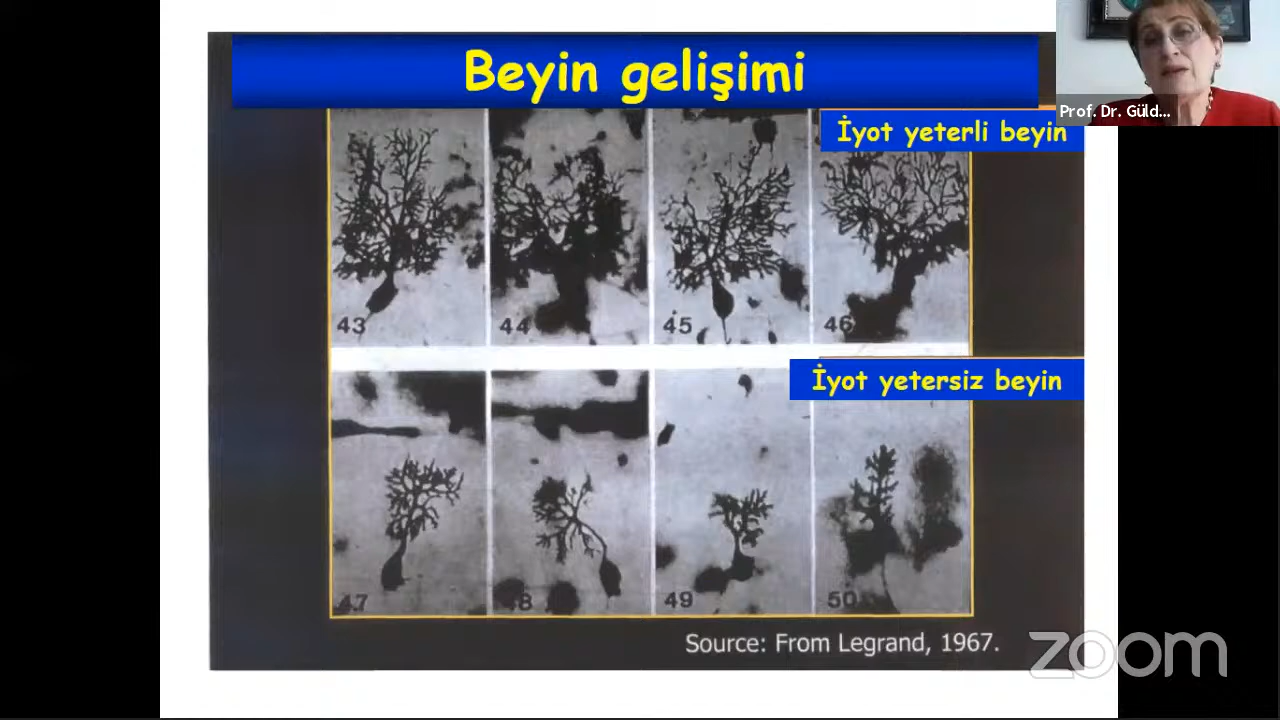 Beyin gelişimi
Prof. Dr. Güld...
İyot yeterli beyin
43
44
45
46
İyot yetersiz beyin
47
49
50
Source: From Legrand, 1967.
zoom